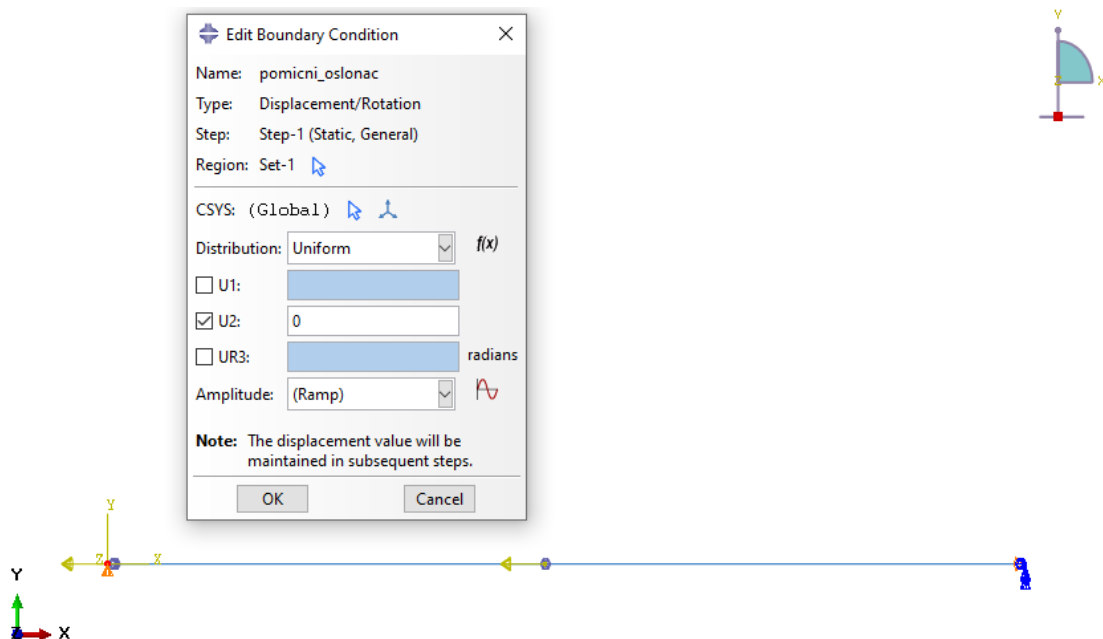 Edit Boundary Condition
Name: pomicni_oslonac
Type: Displacement/Rotation
Step: Step-1 (Static, General)
Region: Set-1
CSYS: (Global)
Distribution: Uniform f(x)
U1:
U2: 0
UR3: radians
Amplitude: (Ramp)
Note: The displacement value will be
maintained in subsequent steps.
OK Cancel
Y
Z X
Y
Z X
Y
Z X